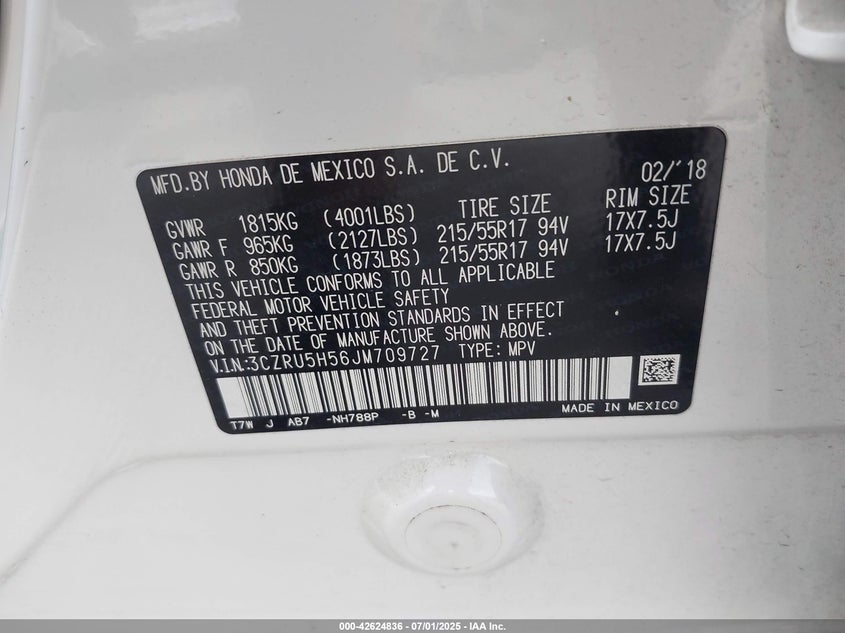 MFD.BY HONDA DE MEXICO S.A. DE C.V. 02/'18
GVWR 1815KG (4001LBS) TIRE SIZE RIM SIZE
GAWR F 965KG (2127LBS) 215/55R17 94V 17X7.5J
GAWR R 850KG (1873LBS) 215/55R17 94V 17X7.5J
THIS VEHICLE CONFORMS TO ALL APPLICABLE
FEDERAL MOTOR VEHICLE SAFETY
AND THEFT PREVENTION STANDARDS IN EFFECT
ON THE DATE OF MANUFACTURE SHOWN ABOVE.
V.I.N.:3CZRU5H56JM709727 TYPE: MPV
T7W J AB7 -NH788P -B -M MADE IN MEXICO
000-42624836 - 07/01/2025 - IAA Inc.